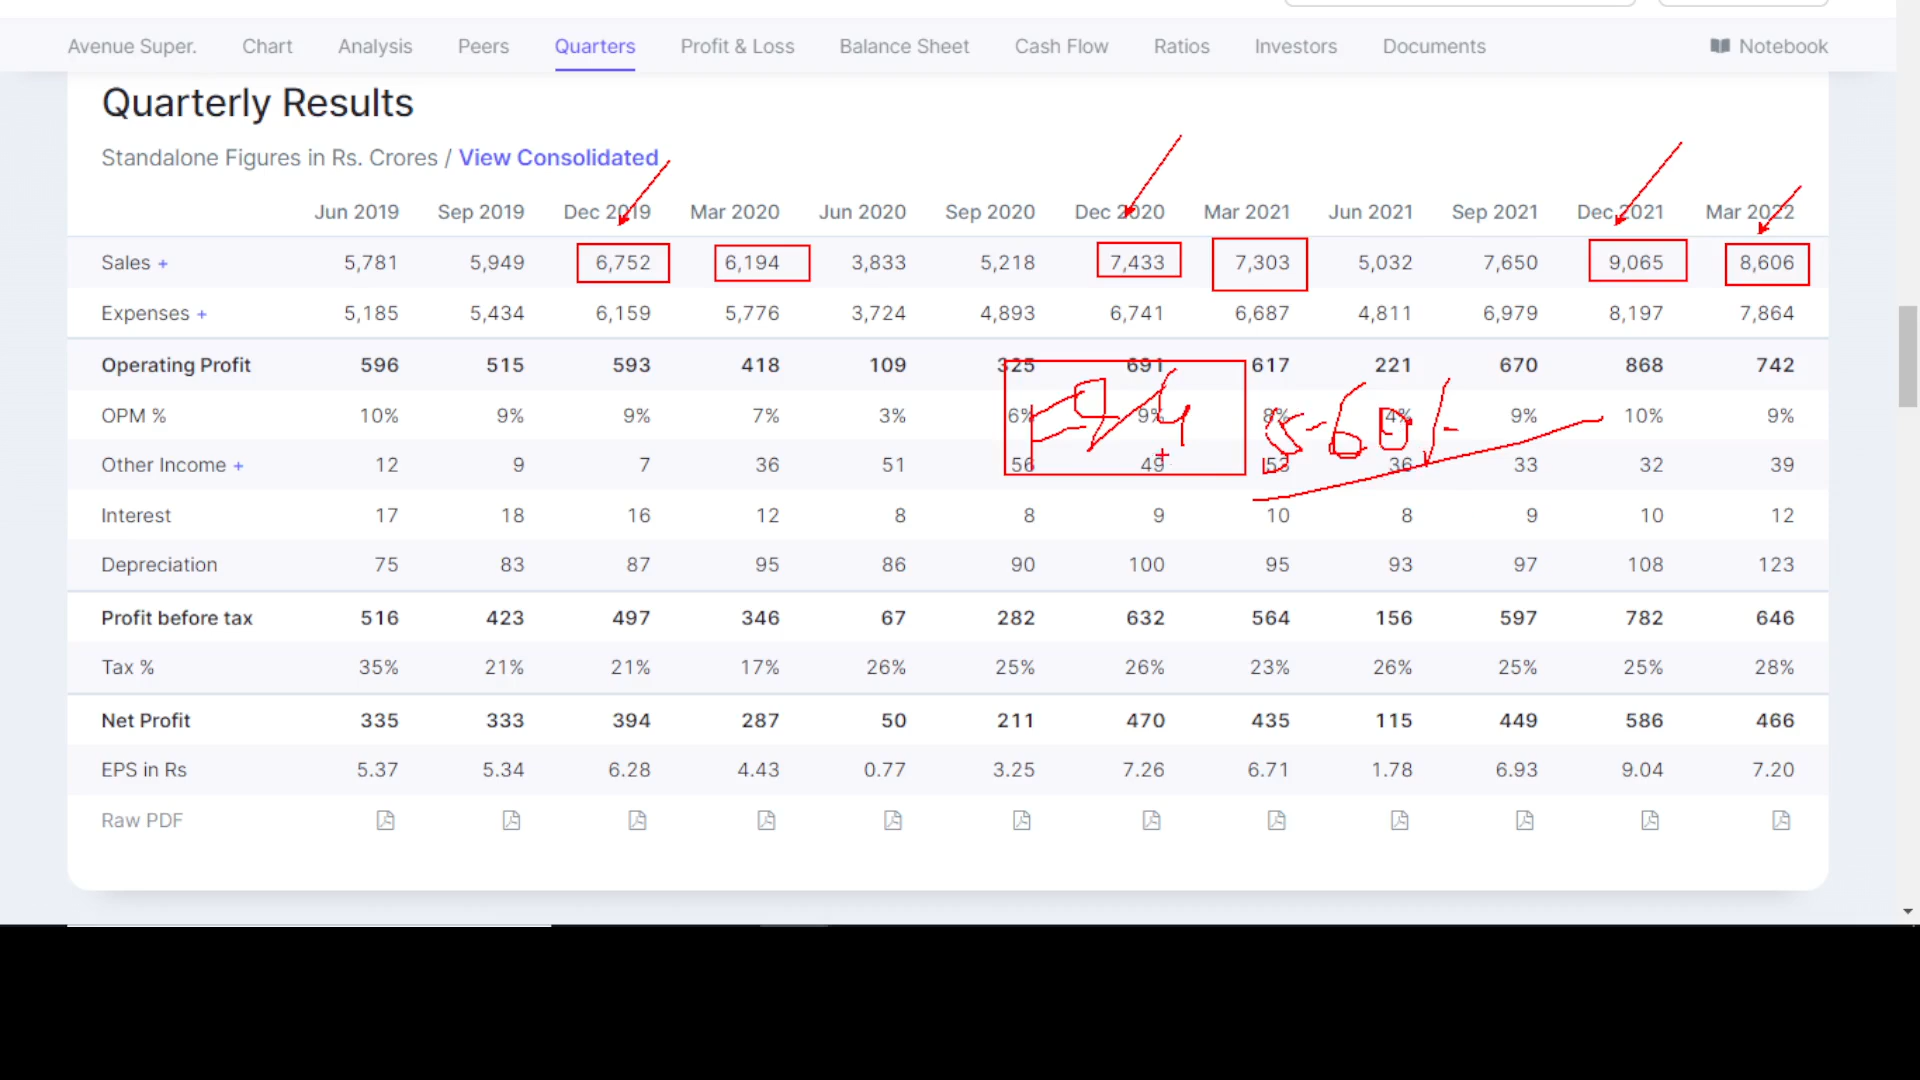 Avenue Super. Chart Analysis Peers Quarters Profit & Loss Balance Sheet Cash Flow Ratios Investors Documents Notebook
Quarterly Results
Standalone Figures in Rs. Crores / View Consolidated
Jun 2019 Sep 2019 Dec 2019 Mar 2020 Jun 2020 Sep 2020 Dec 2020 Mar 2021 Jun 2021 Sep 2021 Dec 2021 Mar 2022
Sales + 5,781 5,949 6,752 6,194 3,833 5,218 7,433 7,303 5,032 7,650 9,065 8,606
Expenses + 5,185 5,434 6,159 5,776 3,724 4,893 6,741 6,687 4,811 6,979 8,197 7,864
Operating Profit 596 515 593 418 109 325 691 617 221 670 868 742
OPM % 10% 9% 9% 7% 3% 6% 9% 8% 4% 9% 10% 9%
Other Income + 12 9 7 36 51 56 49 53 36 33 32 39
Interest 17 18 16 12 8 8 9 10 8 9 10 12
Depreciation 75 83 87 95 86 90 100 95 93 97 108 123
Profit before tax 516 423 497 346 67 282 632 564 156 597 782 646
Tax % 35% 21% 21% 17% 26% 25% 26% 23% 26% 25% 25% 28%
Net Profit 335 333 394 287 50 211 470 435 115 449 586 466
EPS in Rs 5.37 5.34 6.28 4.43 0.77 3.25 7.26 6.71 1.78 6.93 9.04 7.20
Raw PDF